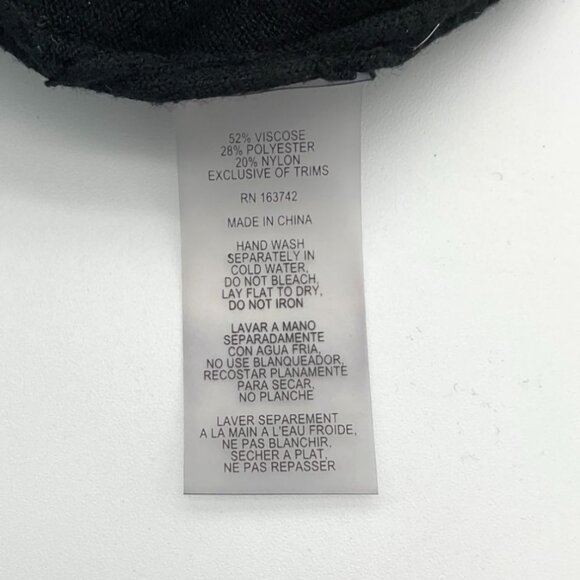 52% VISCOSE
28% POLYESTER
20% NYLON
EXCLUSIVE OF TRIMS
RN 163742
MADE IN CHINA
HAND WASH
SEPARATELY IN
COLD WATER,
DO NOT BLEACH,
LAY FLAT TO DRY,
DO NOT IRON
LAVAR A MANO
SEPARADAMENTE
CON AGUA FRIA,
NO USE BLANQUEADOR,
RECOSTAR PLANAMENTE
PARA SECAR,
NO PLANCHE
LAVER SEPAREMENT
A LA MAIN A L'EAU FROIDE,
NE PAS BLANCHIR,
SECHER A PLAT,
NE PAS REPASSER